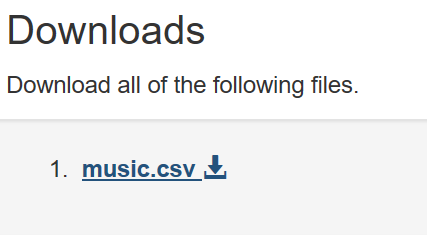 Downloads
Download all of the following files.
1. music.csv